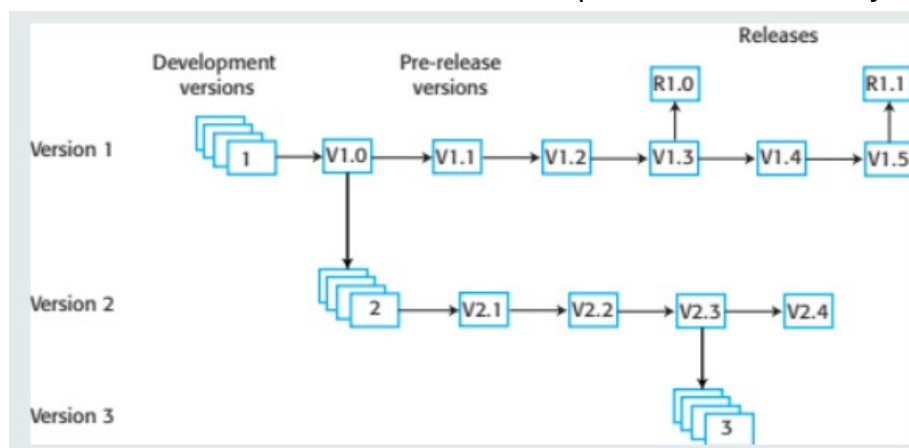 Releases
Development
versions
Pre-release
versions
R1.0
R1.1
Version 1
1
V1.0
V1.1
V1.2
V1.3
V1.4
V1.5
Version 2
2
V2.1
V2.2
V2.3
V2.4
Version 3
3